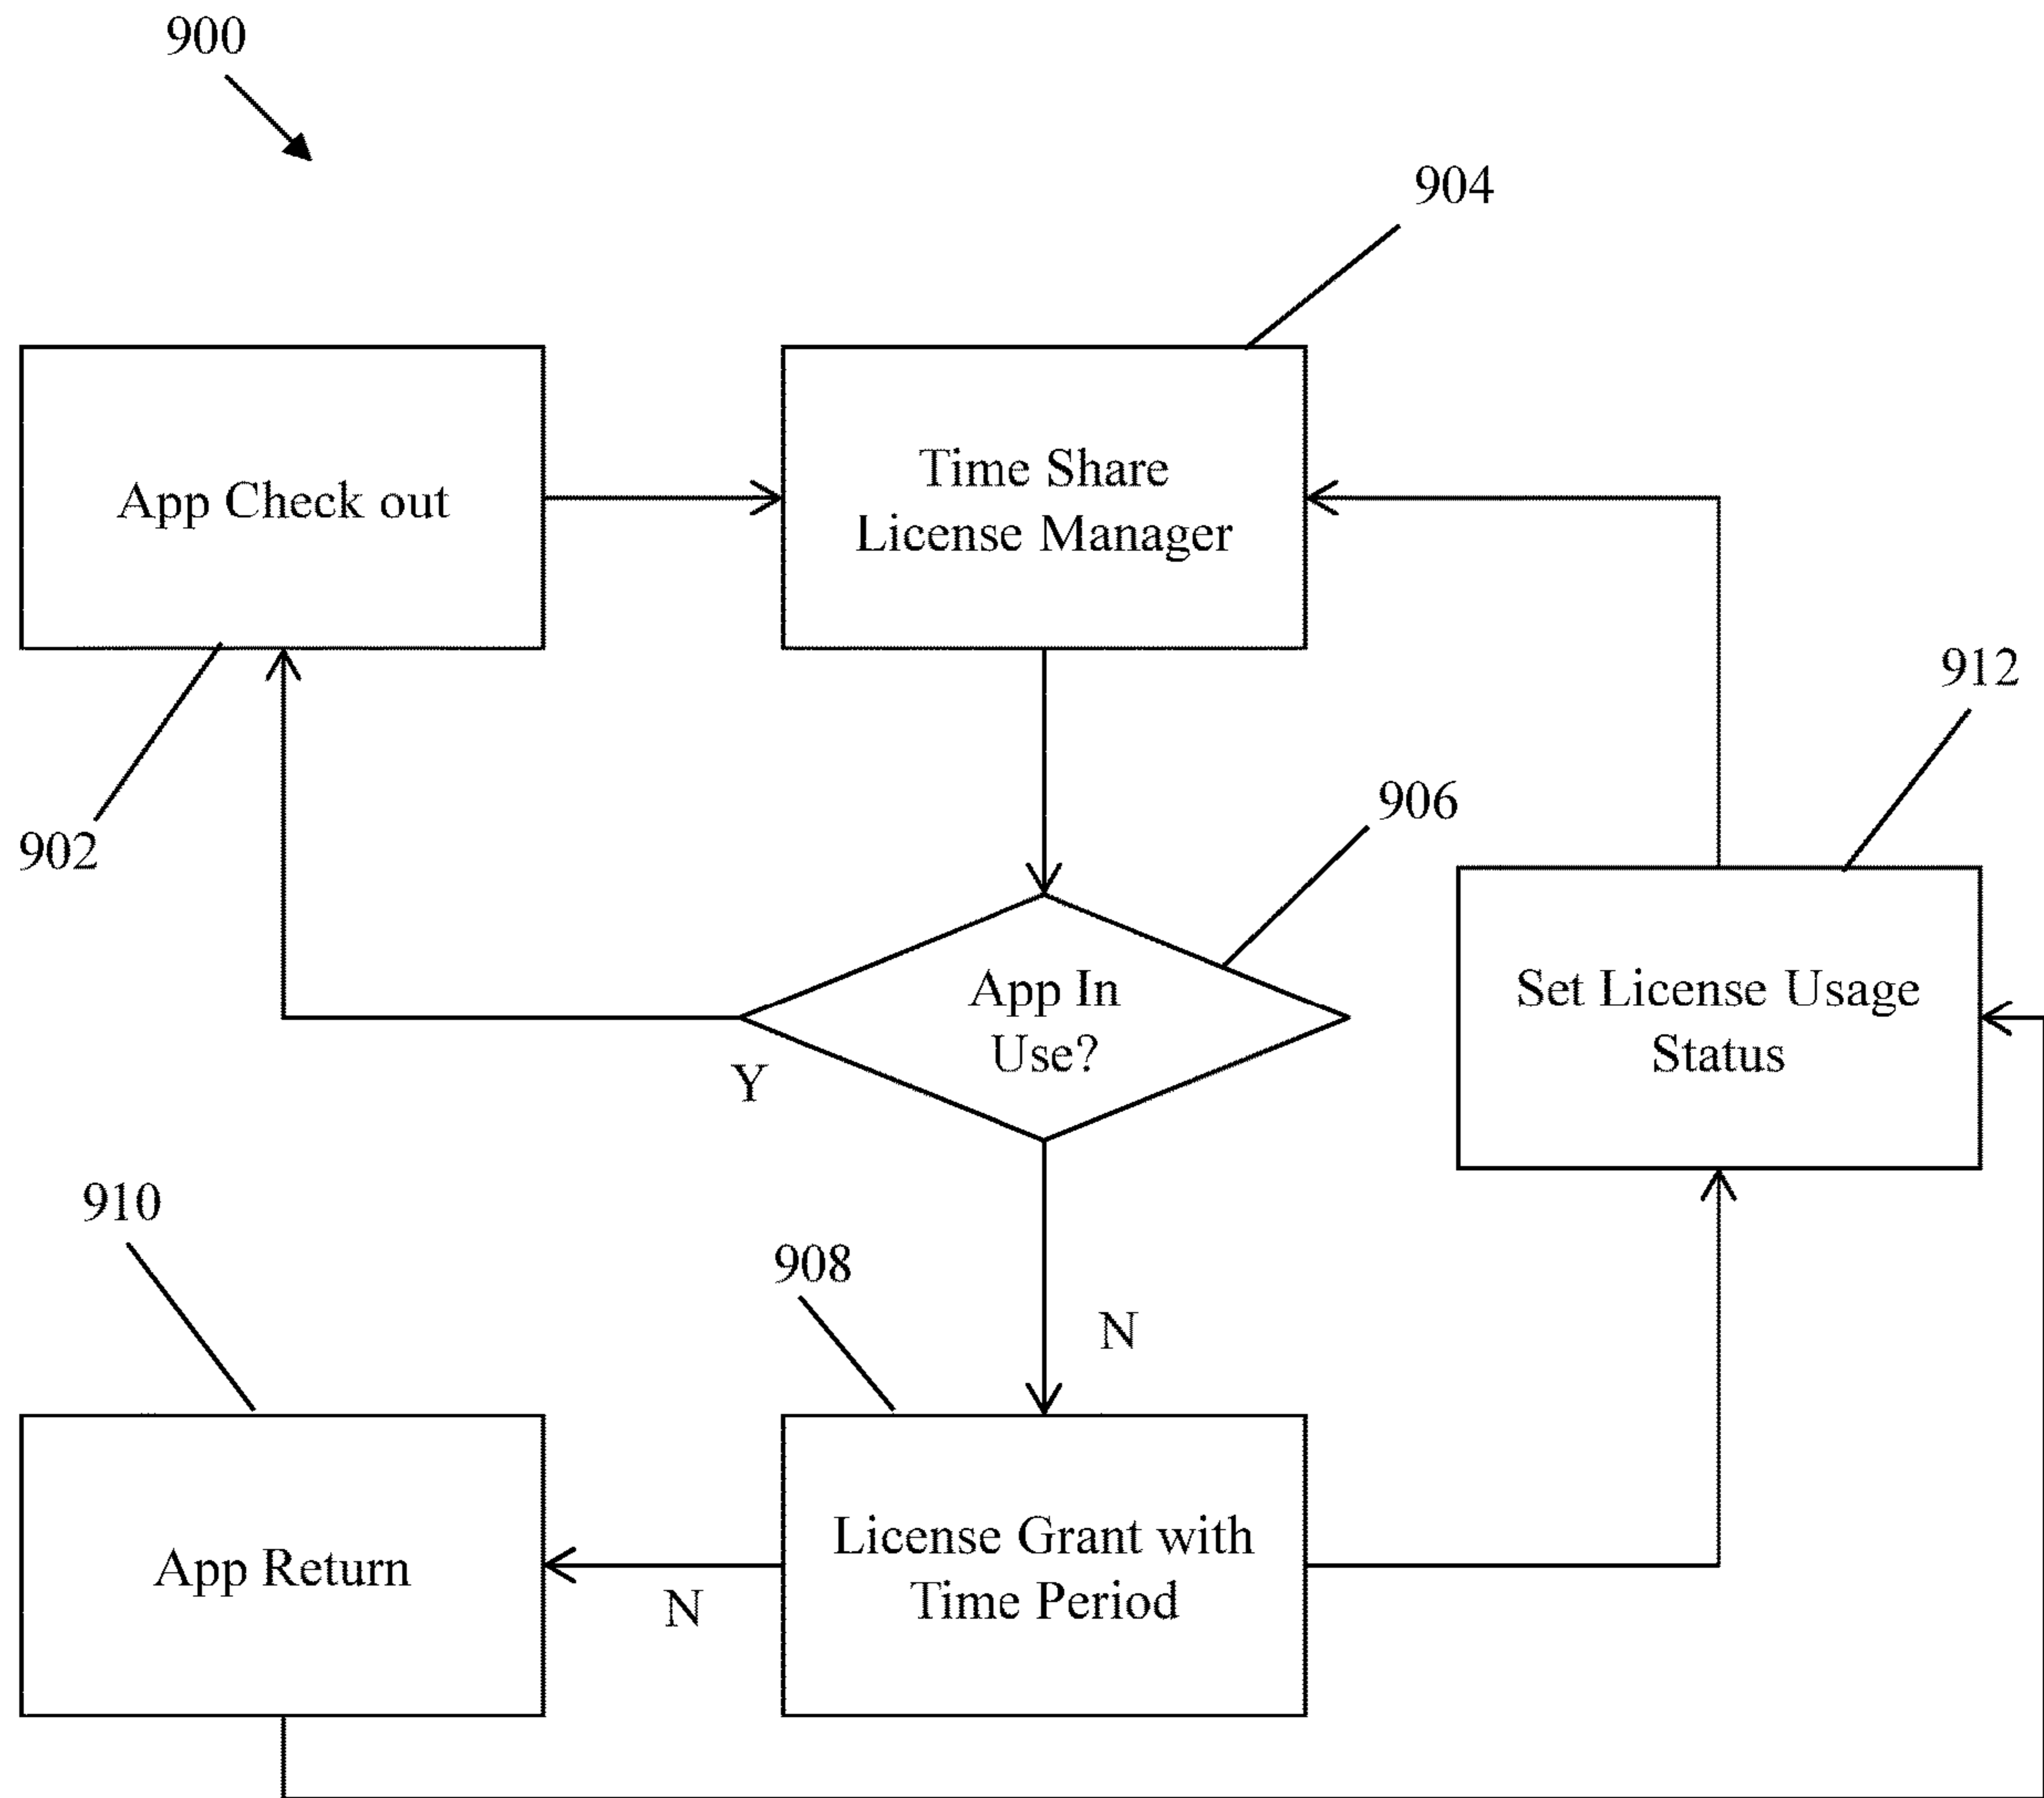 900
904
App Check out
Time Share
License Manager
902
912
906
App In
Use?
Y
Set License Usage
Status
910
908
N
App Return
License Grant with
Time Period
N